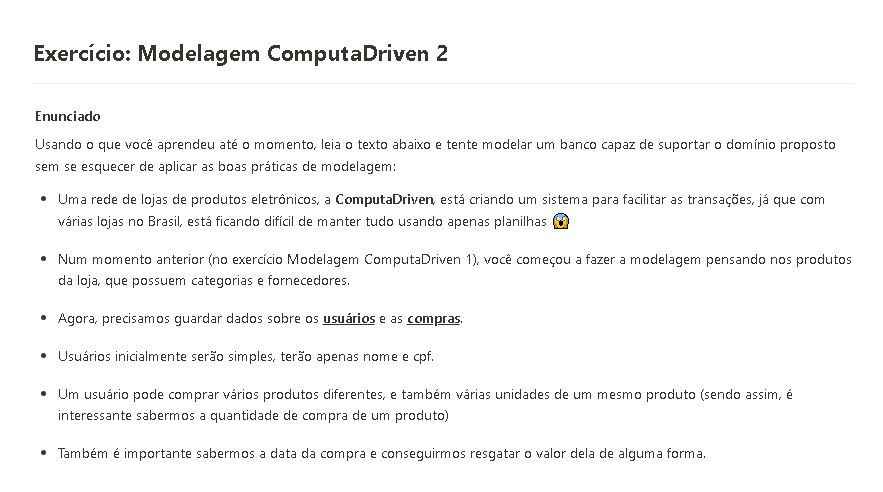 Exercício: Modelagem ComputaDriven 2
Enunciado
Usando o que você aprendeu até o momento, leia o texto abaixo e tente modelar um banco capaz de suportar o domínio proposto
sem se esquecer de aplicar as boas práticas de modelagem:
• Uma rede de lojas de produtos eletrônicos, a ComputaDriven, está criando um sistema para facilitar as transações, já que com
várias lojas no Brasil, está ficando difícil de manter tudo usando apenas planilhas 😱
• Num momento anterior (no exercício Modelagem ComputaDriven 1), você começou a fazer a modelagem pensando nos produtos
da loja, que possuem categorias e fornecedores.
• Agora, precisamos guardar dados sobre os usuários e as compras.
• Usuários inicialmente serão simples, terão apenas nome e cpf.
• Um usuário pode comprar vários produtos diferentes, e também várias unidades de um mesmo produto (sendo assim, é
interessante sabermos a quantidade de compra de um produto)
• Também é importante sabermos a data da compra e conseguirmos resgatar o valor dela de alguma forma.